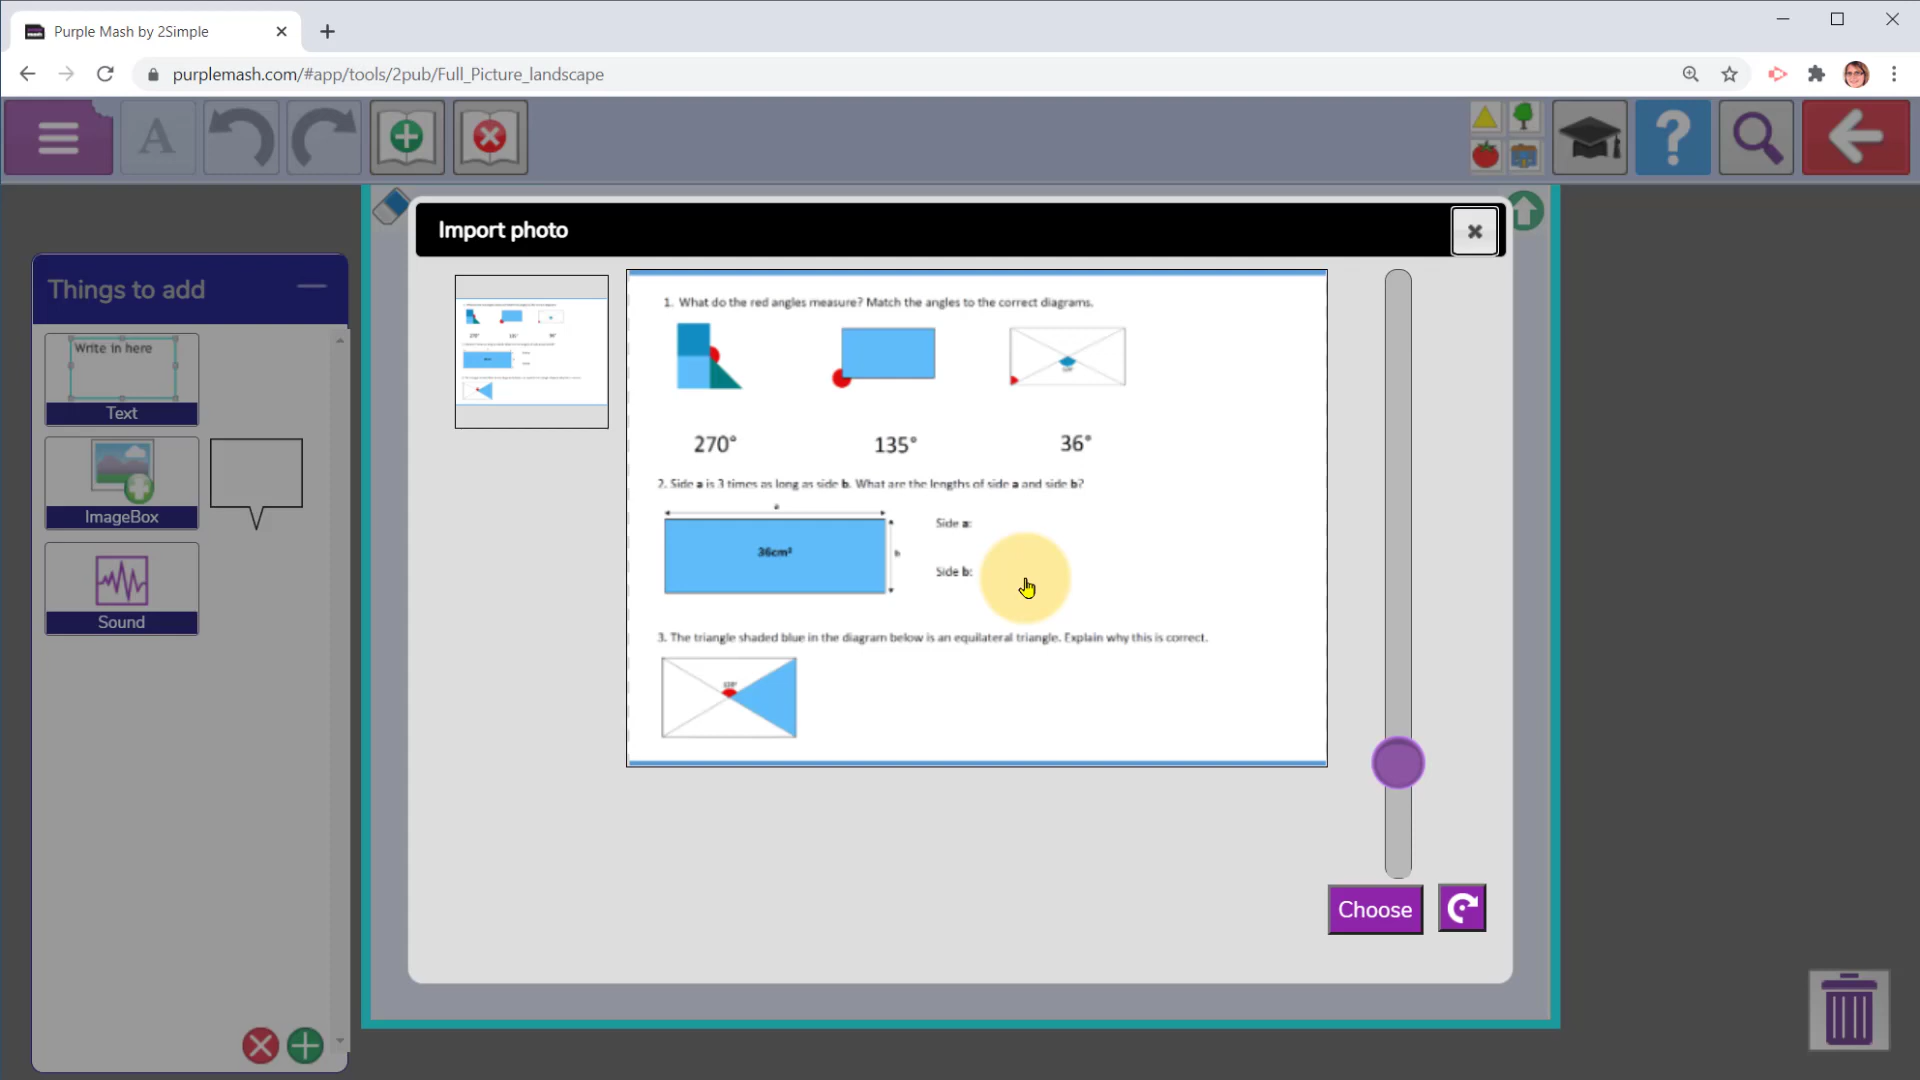 Purple Mash by 2Simple
purplemash.com/#app/tools/2pub/Full_Picture_landscape
A
?
Import photo
Things to add
Write in here
Text
ImageBox
Sound
1. What do the red angles measure? Match the angles to the correct diagrams.
270° 135° 36°
2. Side a is 3 times as long as side b. What are the lengths of side a and side b?
a
Side a:
36cm²
b
Side b:
3. The triangle shaded blue in the diagram below is an equilateral triangle. Explain why this is correct.
Choose